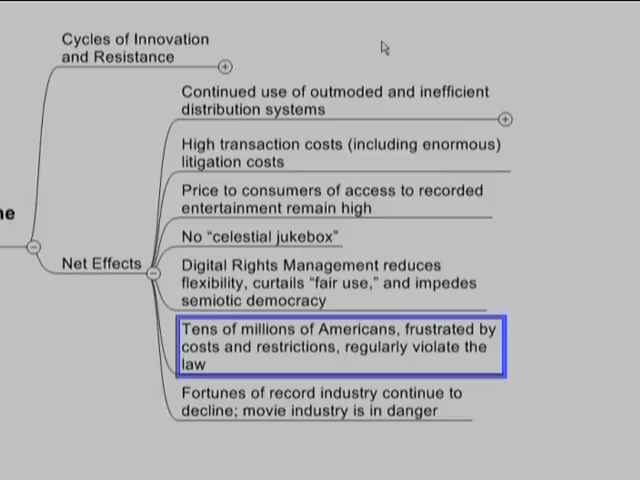 Cycles of Innovation
and Resistance
Continued use of outmoded and inefficient
distribution systems
High transaction costs (including enormous)
litigation costs
Price to consumers of access to recorded
entertainment remain high
No “celestial jukebox”
Net Effects
Digital Rights Management reduces
flexibility, curtails “fair use,” and impedes
semiotic democracy
Tens of millions of Americans, frustrated by
costs and restrictions, regularly violate the
law
Fortunes of record industry continue to
decline; movie industry is in danger